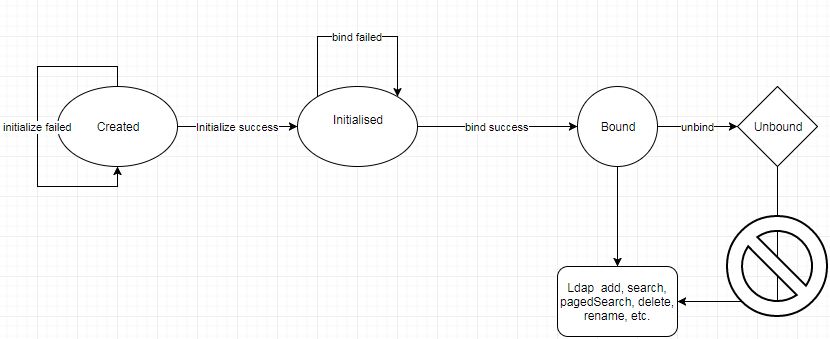 bind failed
initialize failed
Created
Initialize success
Initialised
bind success
Bound
unbind
Unbound
Ldap add, search,
pagedSearch, delete,
rename, etc.